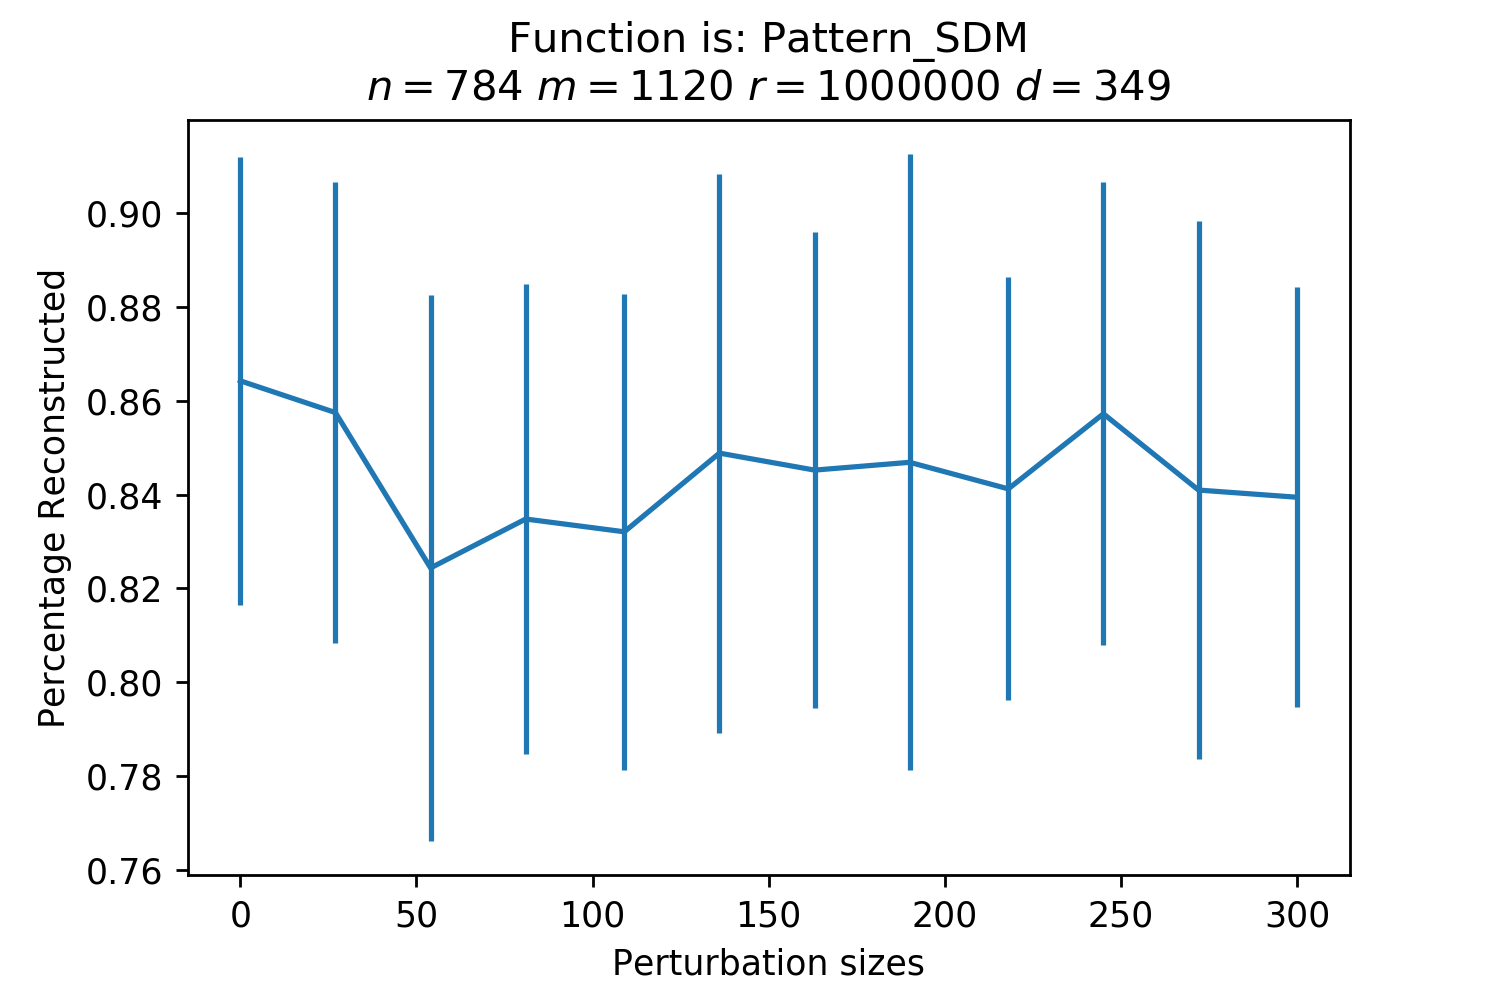 Function is: Pattern_SDM
n = 784 m = 1120 r = 1000000 d = 349
Percentage Reconstructed
0.90
0.88
0.86
0.84
0.82
0.80
0.78
0.76
0 50 100 150 200 250 300
Perturbation sizes